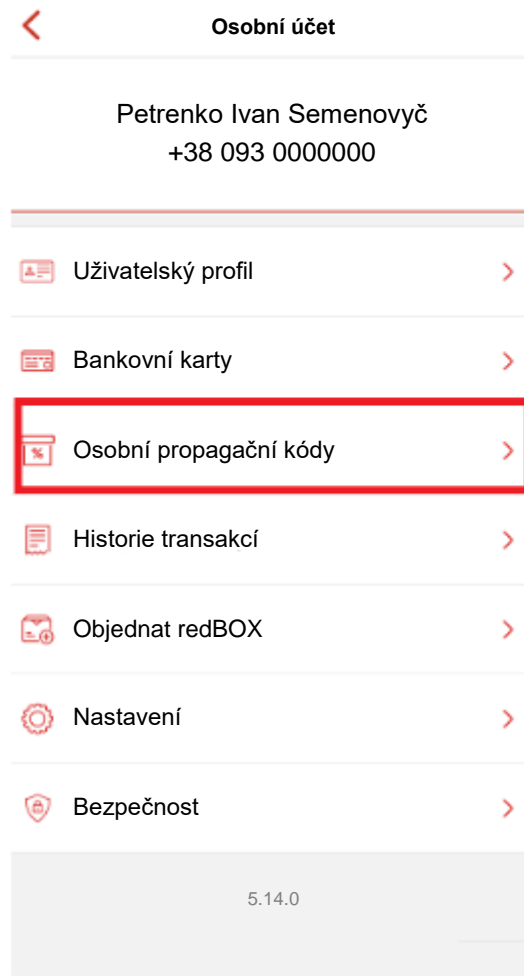 Osobní účet
Petrenko Ivan Semenovyč
+38 093 0000000
Uživatelský profil
Bankovní karty
%
Osobní propagační kódy
Historie transakcí
Objednat redBOX
Nastavení
Bezpečnost
5.14.0